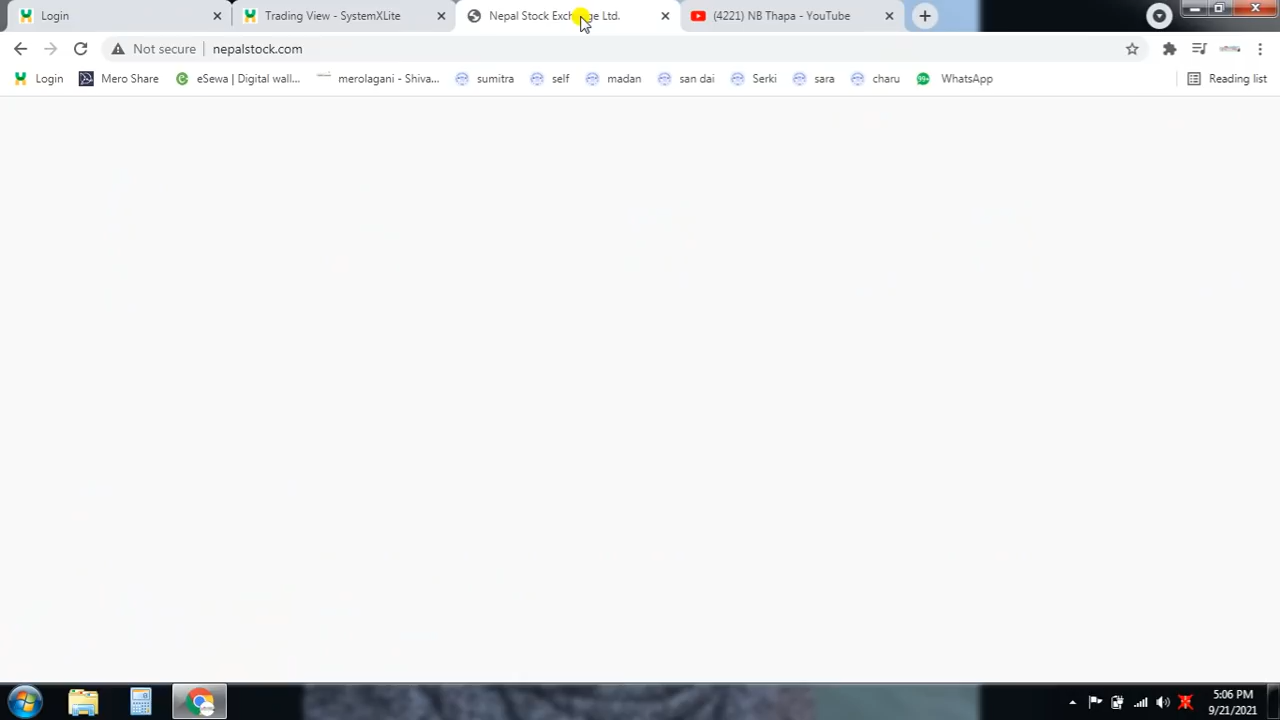 Login
Trading View - SystemXLite
Nepal Stock Exchange Ltd.
(4221) NB Thapa - YouTube
Not secure
nepalstock.com
Login
Mero Share
eSewa | Digital wall...
merolagani - Shiva...
sumitra
self
madan
san dai
Serki
sara
charu
99+
WhatsApp
Reading list
5:06 PM
9/21/2021